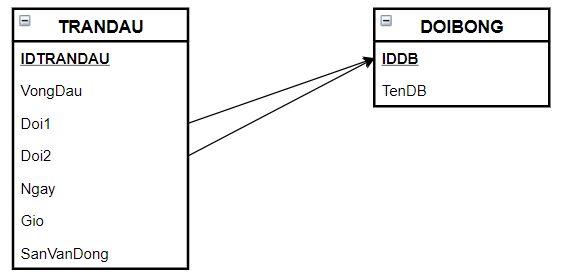 TRANDAU
IDTRANDAU
VongDau
Doi1
Doi2
Ngay
Gio
SanVanDong
DOIBONG
IDDB
TenDB